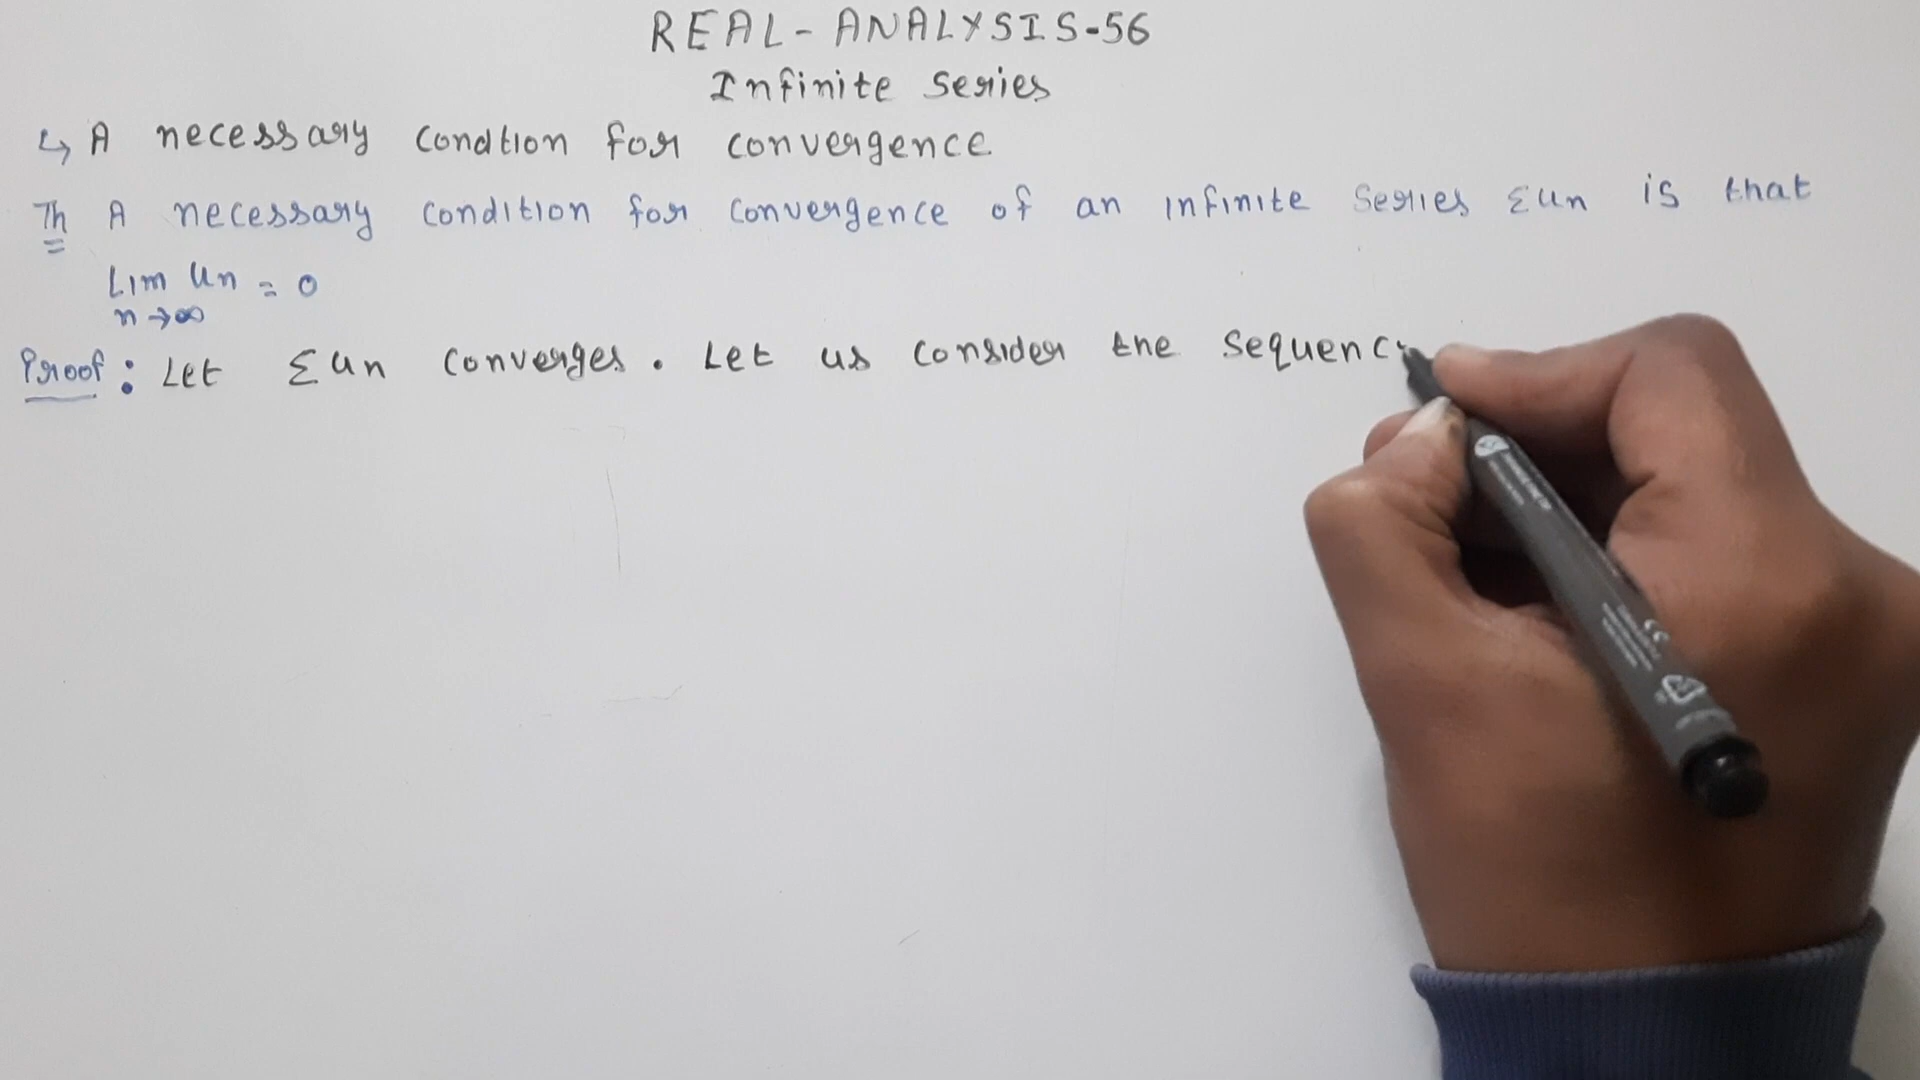 REAL-ANALYSIS-56
Infinite series
↳ A necessary condtion for convergence
Th A necessary condition for convergence of an infinite series Σun is that
Lim un = 0
n→∞
Proof: Let Σun converges. Let us consider the sequenc